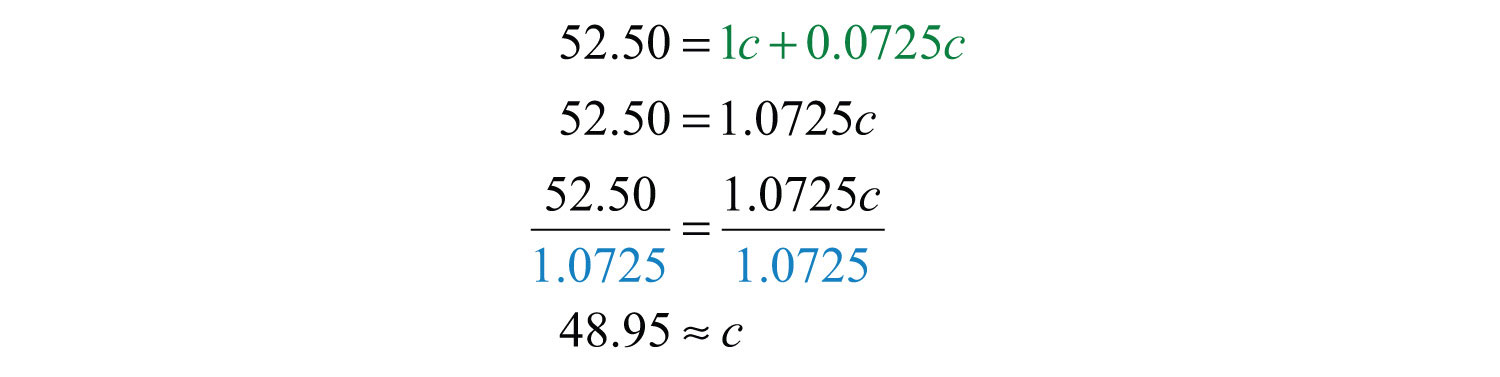 52.50 = 1c + 0.0725c
52.50 = 1.0725c
52.50 / 1.0725 = 1.0725c / 1.0725
48.95 ≈ c